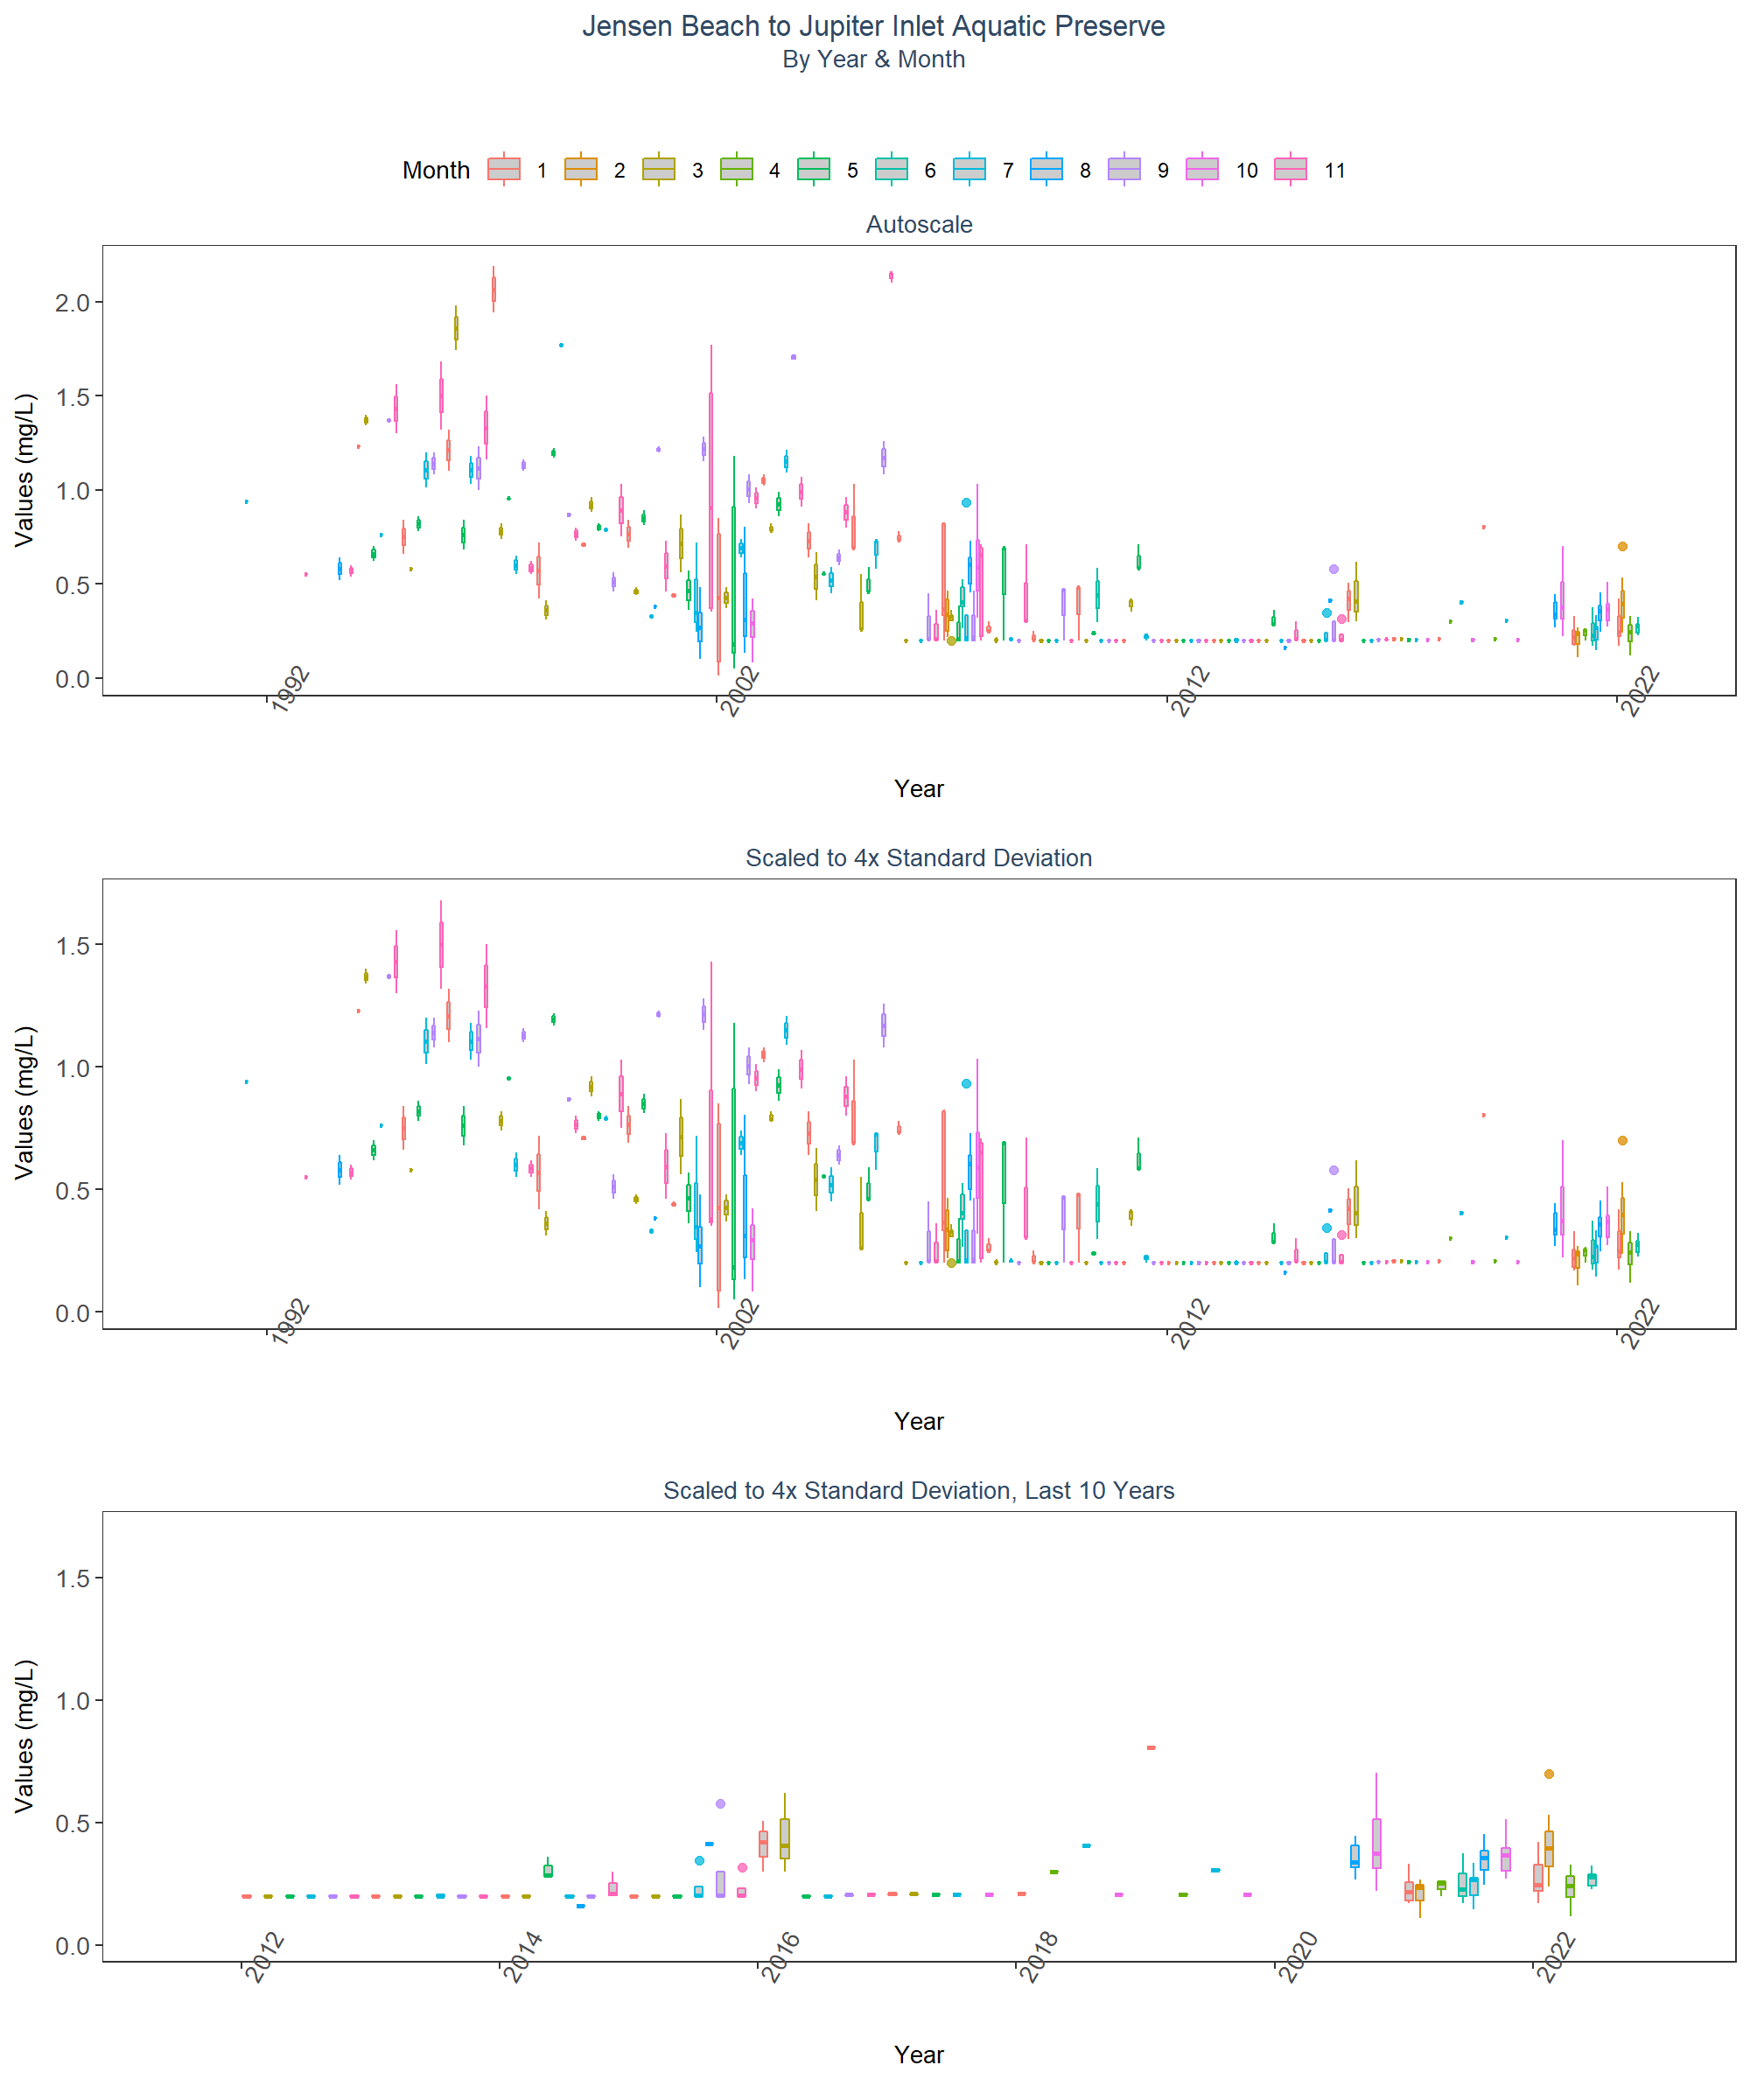 Jensen Beach to Jupiter Inlet Aquatic Preserve
By Year & Month
Month 1 2 3 4 5 6 7 8 9 10 11
Autoscale
Values (mg/L)
2.0
1.5
1.0
0.5
0.0
1992 2002 2012 2022
Year
Scaled to 4x Standard Deviation
Values (mg/L)
1.5
1.0
0.5
0.0
1992 2002 2012 2022
Year
Scaled to 4x Standard Deviation, Last 10 Years
Values (mg/L)
1.5
1.0
0.5
0.0
2012 2014 2016 2018 2020 2022
Year